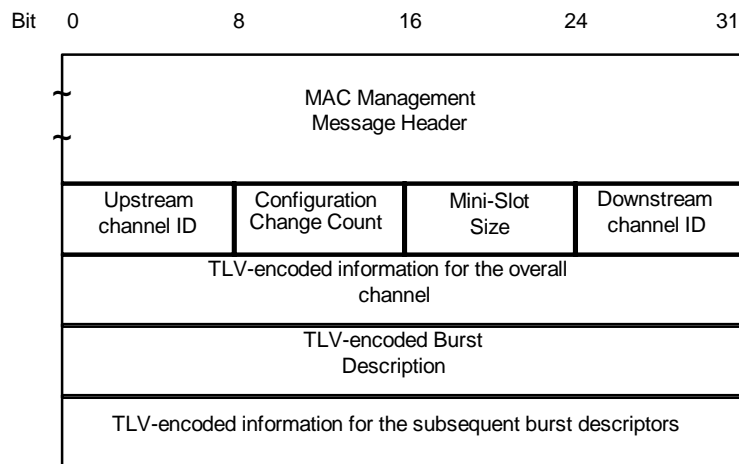 Bit 0 8 16 24 31
MAC Management
Message Header
Upstream
channel ID
Configuration
Change Count
Mini-Slot
Size
Downstream
channel ID
TLV-encoded information for the overall
channel
TLV-encoded Burst
Description
TLV-encoded information for the subsequent burst descriptors